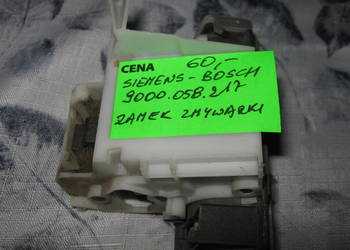 CENA 60,-
SIEMENS-BOSCH
9000.058.217
ZAMEK ZMYWARKI